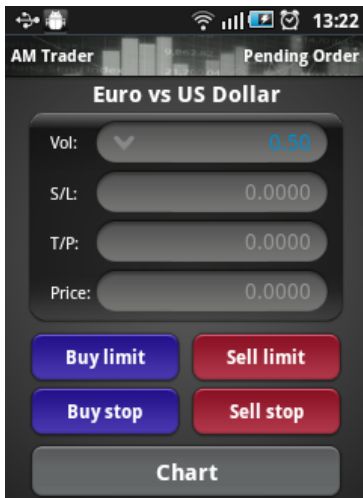 13:22
AM Trader Pending Order
Euro vs US Dollar
Vol: 0.50
S/L: 0.0000
T/P: 0.0000
Price: 0.0000
Buy limit Sell limit
Buy stop Sell stop
Chart